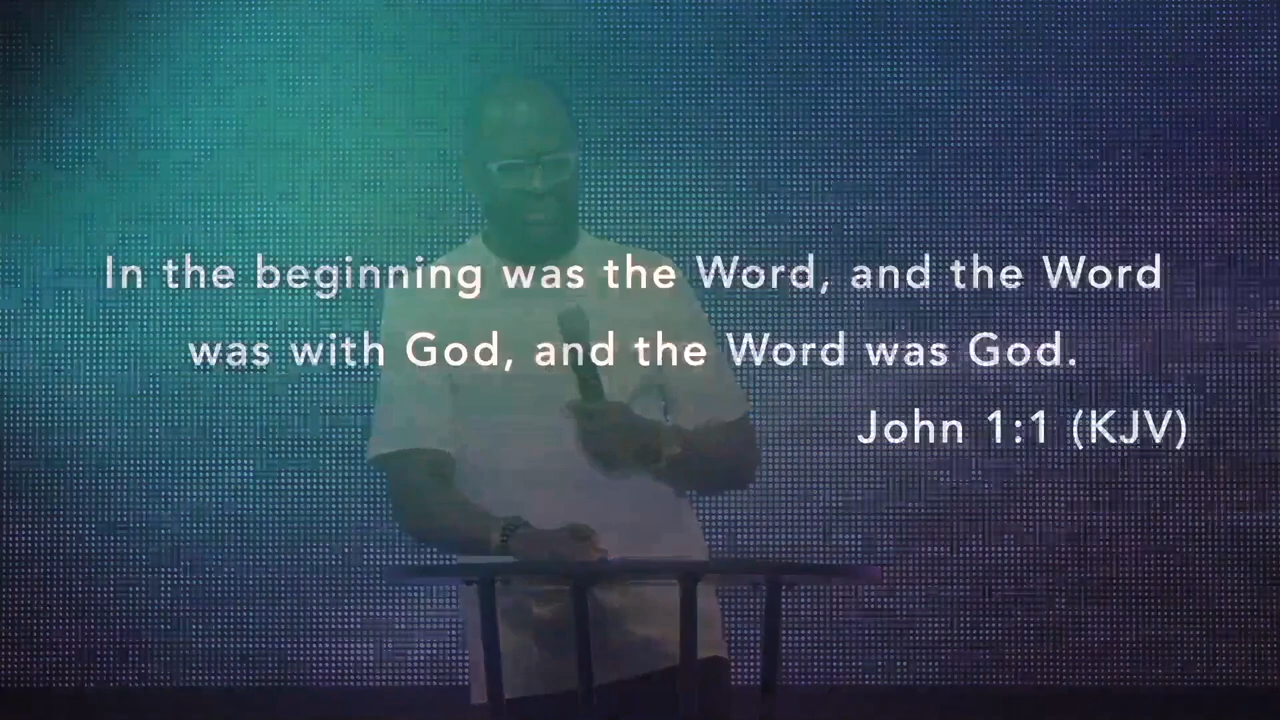 In the beginning was the Word, and the Word
was with God, and the Word was God.
John 1:1 (KJV)